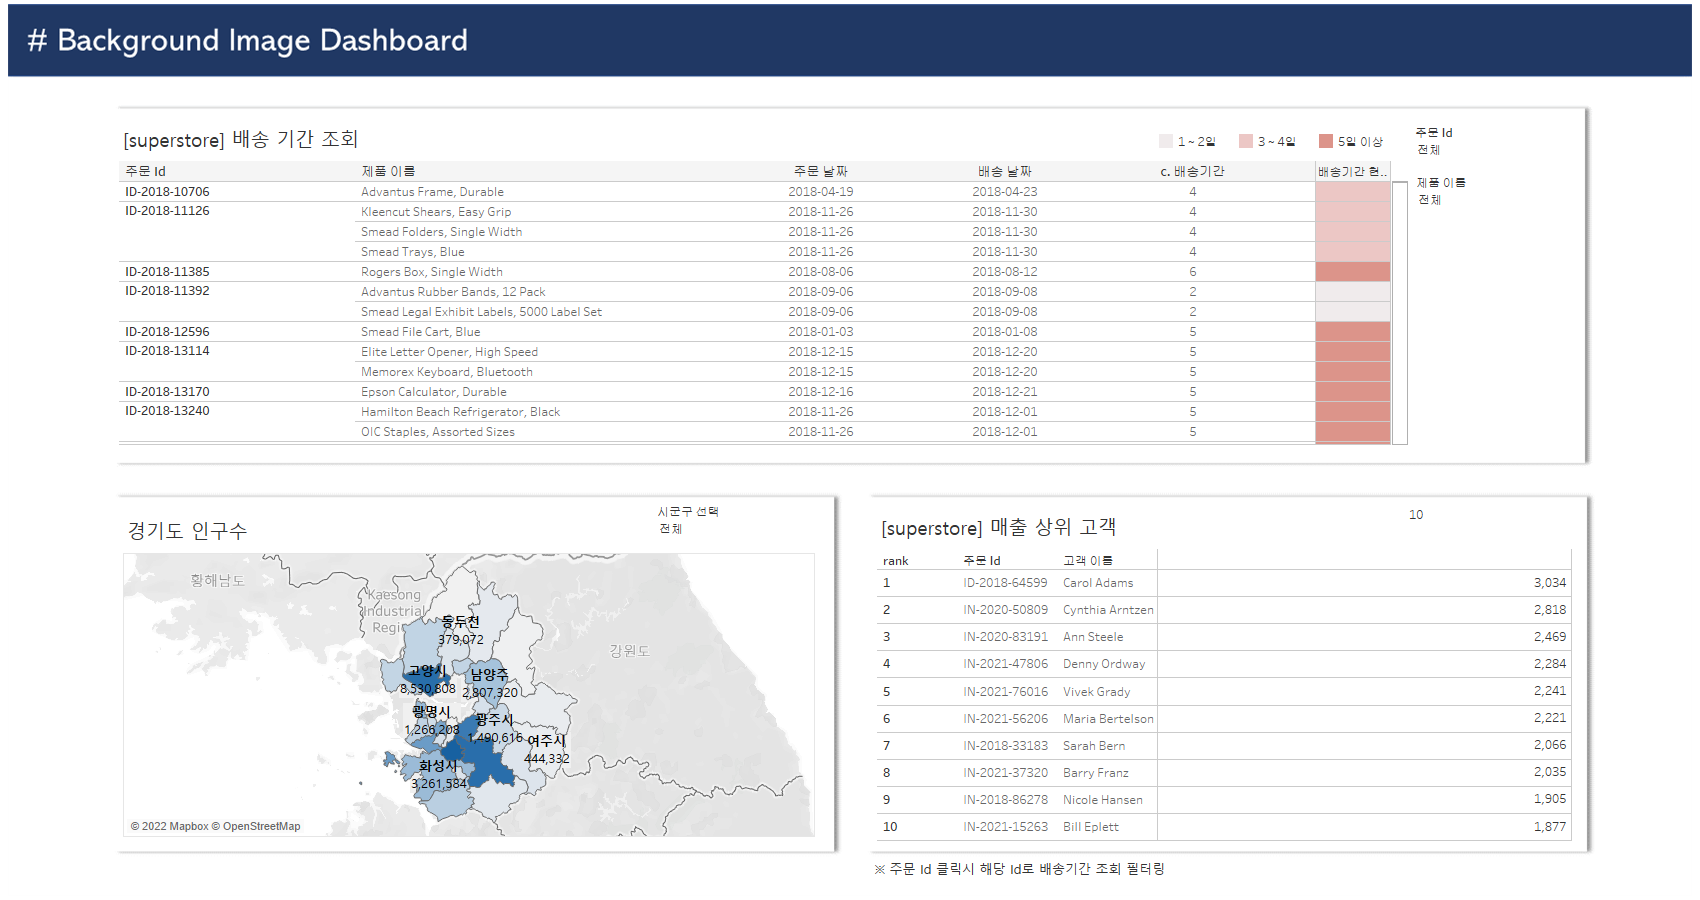 # Background Image Dashboard
[superstore] 배송 기간 조회
1 ~ 2일 3 ~ 4일 5일 이상
주문 Id
전체
제품 이름
전체
주문 Id 제품 이름 주문 날짜 배송 날짜 c. 배송기간 배송기간 현..
ID-2018-10706 Advantus Frame, Durable 2018-04-19 2018-04-23 4
ID-2018-11126 Kleencut Shears, Easy Grip 2018-11-26 2018-11-30 4
Smead Folders, Single Width 2018-11-26 2018-11-30 4
Smead Trays, Blue 2018-11-26 2018-11-30 4
ID-2018-11385 Rogers Box, Single Width 2018-08-06 2018-08-12 6
ID-2018-11392 Advantus Rubber Bands, 12 Pack 2018-09-06 2018-09-08 2
Smead Legal Exhibit Labels, 5000 Label Set 2018-09-06 2018-09-08 2
ID-2018-12596 Smead File Cart, Blue 2018-01-03 2018-01-08 5
ID-2018-13114 Elite Letter Opener, High Speed 2018-12-15 2018-12-20 5
Memorex Keyboard, Bluetooth 2018-12-15 2018-12-20 5
ID-2018-13170 Epson Calculator, Durable 2018-12-16 2018-12-21 5
ID-2018-13240 Hamilton Beach Refrigerator, Black 2018-11-26 2018-12-01 5
OIC Staples, Assorted Sizes 2018-11-26 2018-12-01 5
경기도 인구수
시군구 선택
전체
황해남도
Kaesong
Industrial
Regi
강원도
동두천
379,072
고양시
8,530,808
남양주
2,807,320
광명시
1,266,208
광주시
1,490,616
여주시
444,332
화성시
3,261,584
© 2022 Mapbox © OpenStreetMap
[superstore] 매출 상위 고객
10
rank 주문 Id 고객 이름
1 ID-2018-64599 Carol Adams 3,034
2 IN-2020-50809 Cynthia Arntzen 2,818
3 IN-2020-83191 Ann Steele 2,469
4 IN-2021-47806 Denny Ordway 2,284
5 IN-2021-76016 Vivek Grady 2,241
6 IN-2021-56206 Maria Bertelson 2,221
7 IN-2018-33183 Sarah Bern 2,066
8 IN-2021-37320 Barry Franz 2,035
9 IN-2018-86278 Nicole Hansen 1,905
10 IN-2021-15263 Bill Eplett 1,877
※ 주문 Id 클릭시 해당 Id로 배송기간 조회 필터링